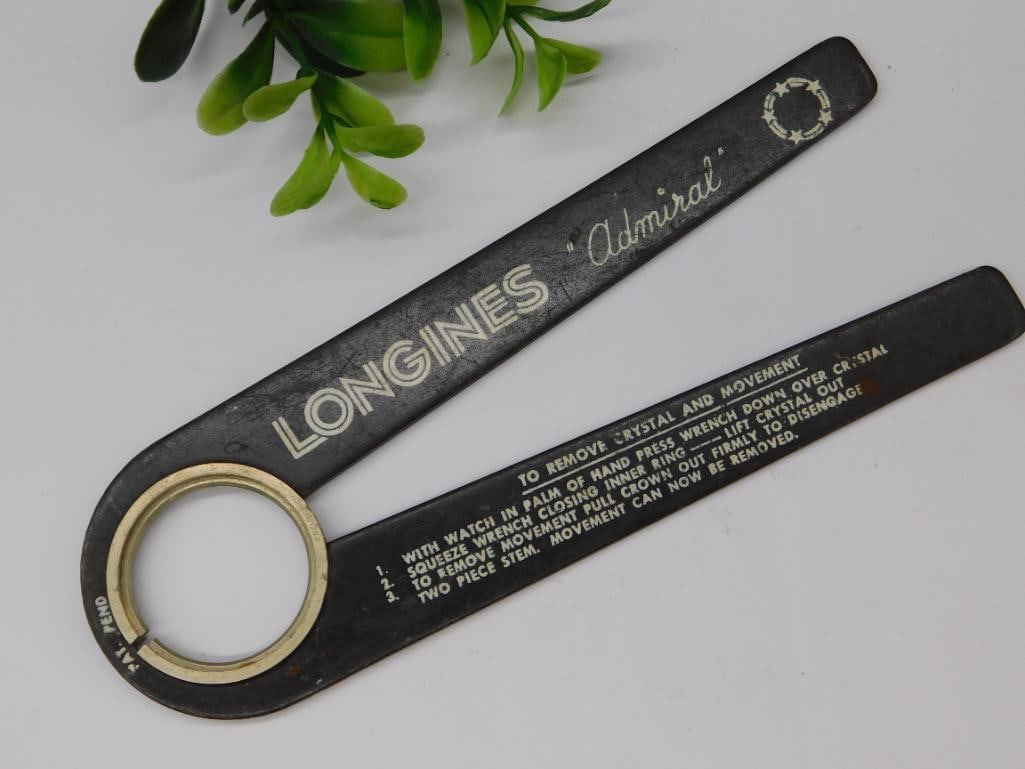 LONGINES "Admiral"
TO REMOVE CRYSTAL AND MOVEMENT
1. WITH WATCH IN PALM OF HAND PRESS WRENCH DOWN OVER CRYSTAL
2. SQUEEZE WRENCH CLOSING INNER RING —— LIFT CRYSTAL OUT
3. TO REMOVE MOVEMENT PULL CROWN OUT FIRMLY TO DISENGAGE
TWO PIECE STEM. MOVEMENT CAN NOW BE REMOVED.
PAT. PEND